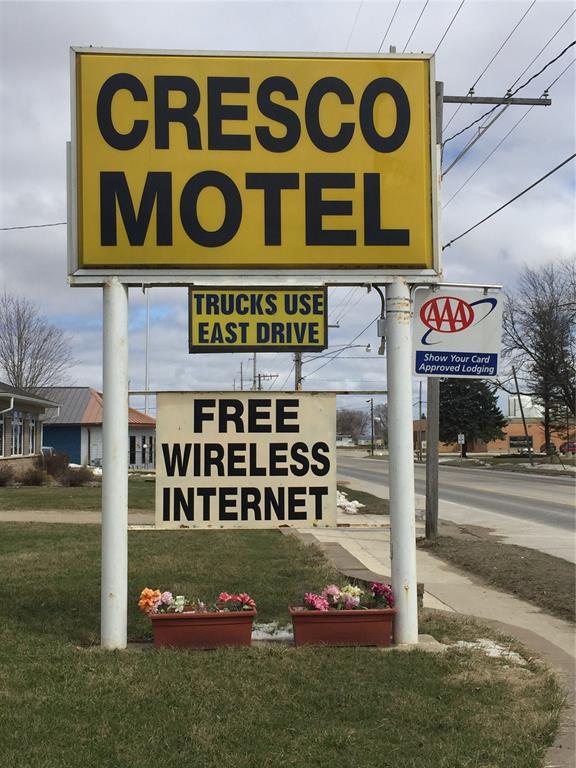 CRESCO
MOTEL
TRUCKS USE
EAST DRIVE
AAA
Show Your Card
Approved Lodging
FREE
WIRELESS
INTERNET